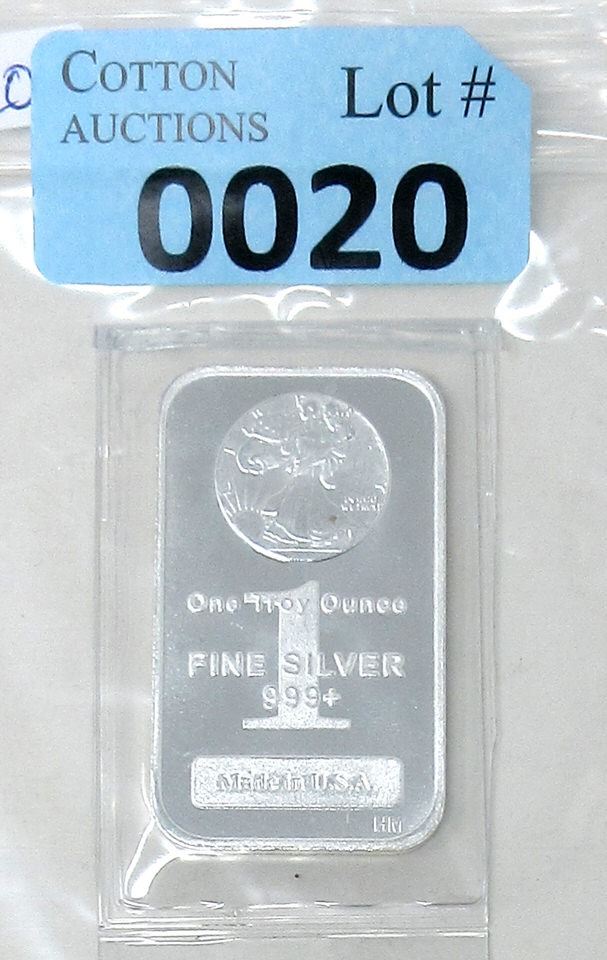 COTTON
AUCTIONS
Lot #
0020
One Troy Ounce
1
FINE SILVER
999+
Made in U.S.A.
HM